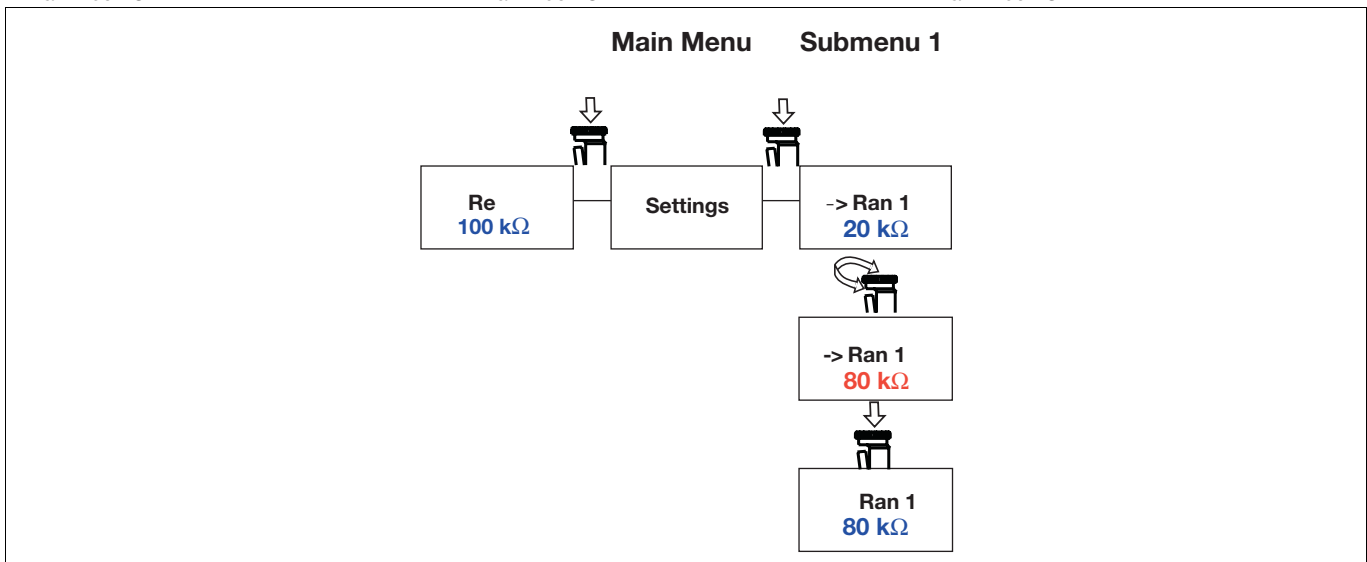 Main Menu Submenu 1
Re
100 kΩ
Settings
-> Ran 1
20 kΩ
-> Ran 1
80 kΩ
Ran 1
80 kΩ